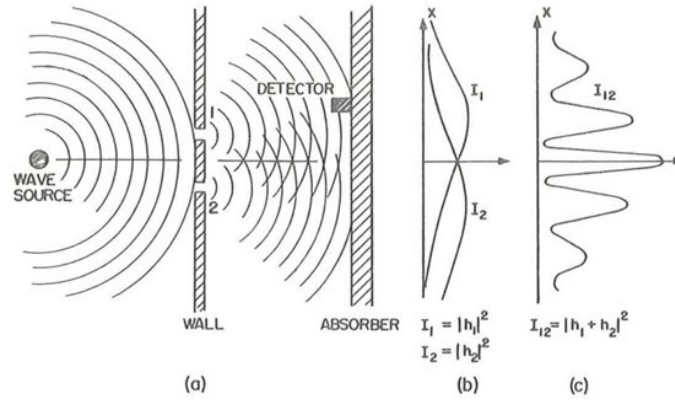 X
X
DETECTOR
I₁
I₁₂
1
WAVE
SOURCE
2
I₂
WALL
ABSORBER
I₁ = |h₁|²
I₂ = |h₂|²
I₁₂ = |h₁ + h₂|²
(a)
(b)
(c)